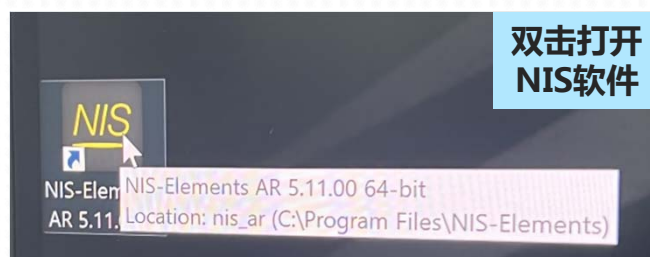 双击打开
NIS软件
NIS
NIS-Elem
AR 5.11.
NIS-Elements AR 5.11.00 64-bit
Location: nis_ar (C:\Program Files\NIS-Elements)